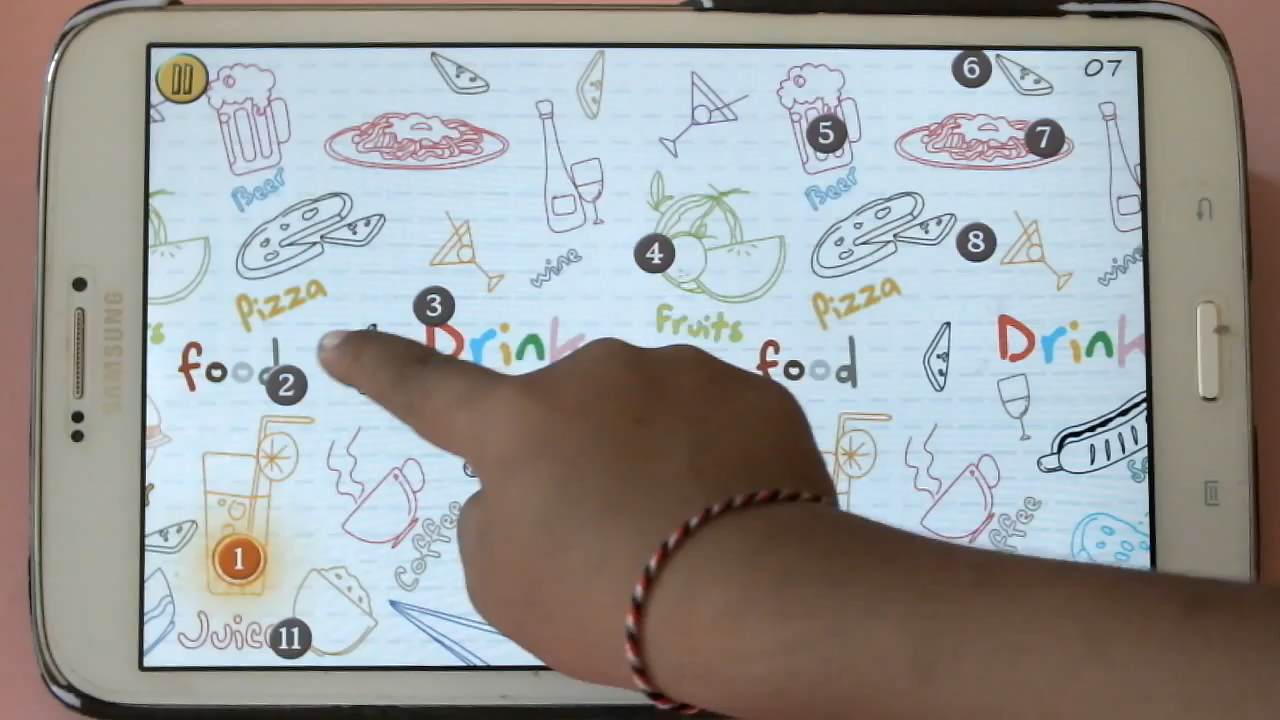 SAMSUNG
07
6
5
7
Beer
Beer
4
8
wine
wine
Pizza
Pizza
3
Fruits
Drink
Drink
food
food
2
Coffee
1
Juice
11